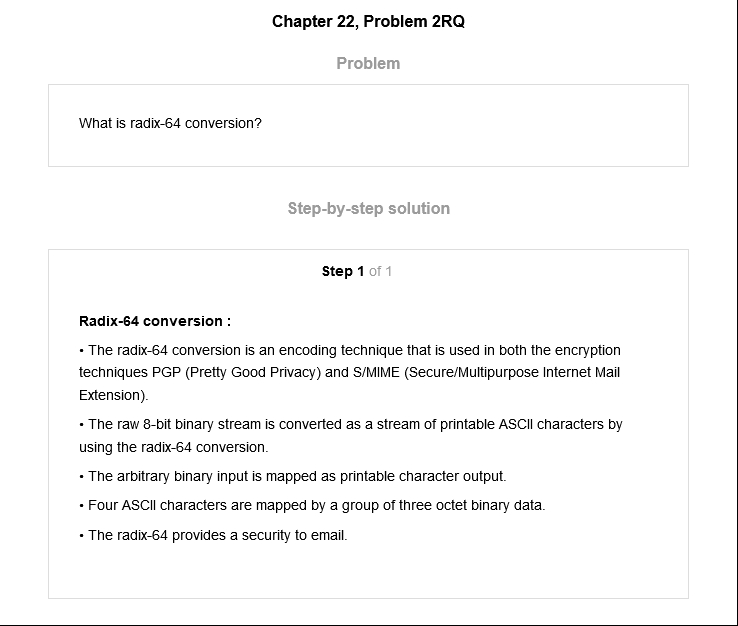 Chapter 22, Problem 2RQ
Problem
What is radix-64 conversion?
Step-by-step solution
Step 1 of 1
Radix-64 conversion :
• The radix-64 conversion is an encoding technique that is used in both the encryption
techniques PGP (Pretty Good Privacy) and S/MIME (Secure/Multipurpose Internet Mail
Extension).
• The raw 8-bit binary stream is converted as a stream of printable ASCII characters by
using the radix-64 conversion.
• The arbitrary binary input is mapped as printable character output.
• Four ASCII characters are mapped by a group of three octet binary data.
• The radix-64 provides a security to email.